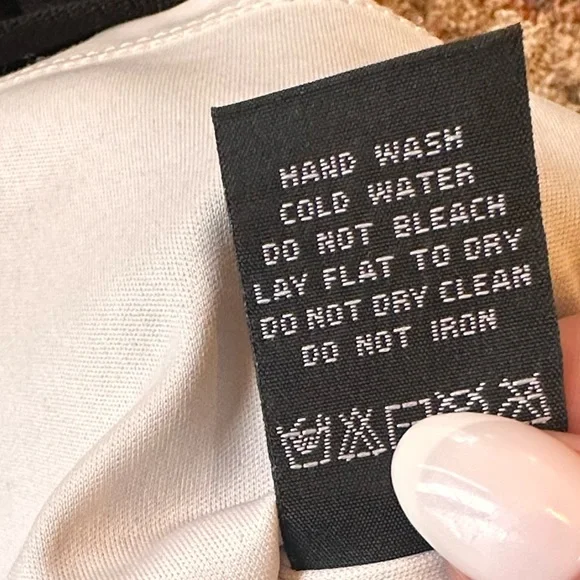 HAND WASH
COLD WATER
DO NOT BLEACH
LAY FLAT TO DRY
DO NOT DRY CLEAN
DO NOT IRON